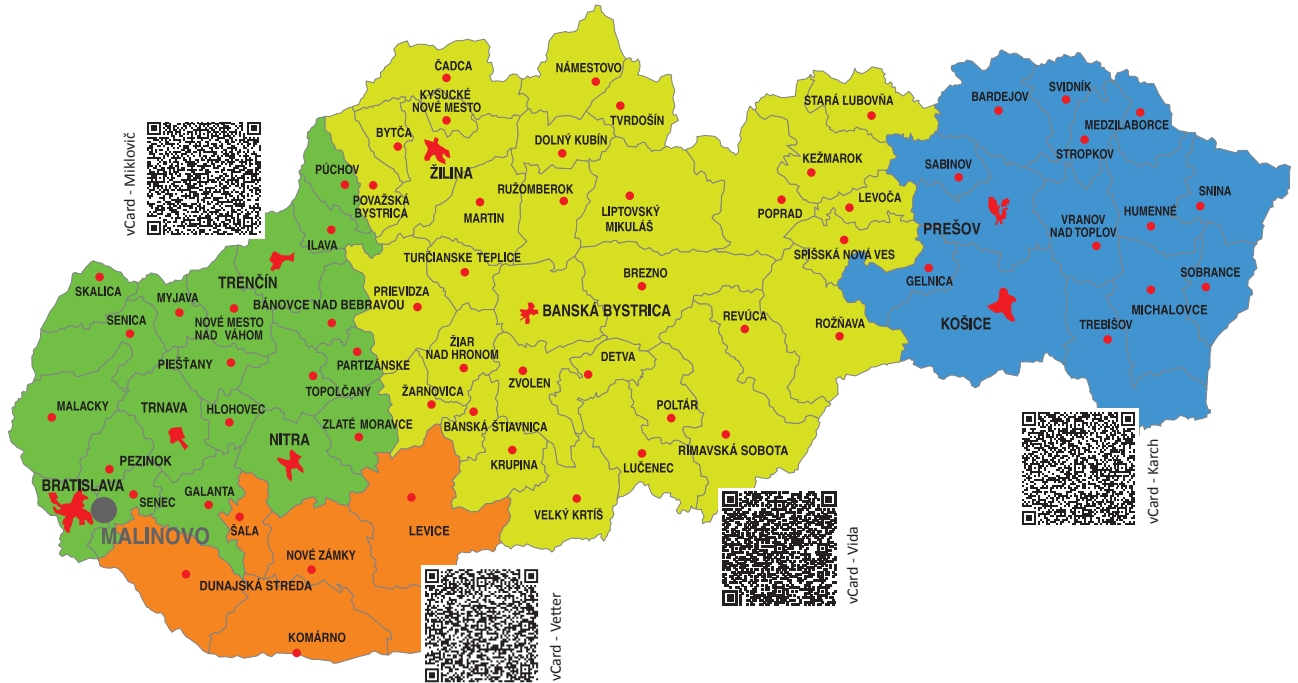 ČADCA
NÁMESTOVO
KYSUCKÉ
NOVÉ MESTO
TVRDOŠÍN
STARÁ ĽUBOVŇA
BARDEJOV
SVIDNÍK
MEDZILABORCE
STROPKOV
BYTČA
ŽILINA
DOLNÝ KUBÍN
KEŽMAROK
SABINOV
PÚCHOV
POVAŽSKÁ
BYSTRICA
MARTIN
RUŽOMBEROK
LIPTOVSKÝ
MIKULÁŠ
POPRAD
LEVOČA
PREŠOV
VRANOV
NAD TOPĽOV
HUMENNÉ
SNINA
ILAVA
TRENČÍN
TURČIANSKE TEPLICE
BREZNO
SPIŠSKÁ NOVÁ VES
GELNICA
SOBRANCE
SKALICA
MYJAVA
BÁNOVCE NAD BEBRAVOU
PRIEVIDZA
BANSKÁ BYSTRICA
REVÚCA
ROŽŇAVA
KOŠICE
MICHALOVCE
TREBIŠOV
SENICA
NOVÉ MESTO
NAD VÁHOM
PIEŠŤANY
PARTIZÁNSKE
ŽIAR
NAD HRONOM
ZVOLEN
DETVA
TOPOĽČANY
ŽARNOVICA
BANSKÁ ŠTIAVNICA
POLTÁR
MALACKY
TRNAVA
HLOHOVEC
ZLATÉ MORAVCE
NITRA
KRUPINA
LUČENEC
RIMAVSKÁ SOBOTA
PEZINOK
BRATISLAVA
SENEC
GALANTA
ŠAĽA
LEVICE
VEĽKÝ KRTÍŠ
MALINOVO
NOVÉ ZÁMKY
DUNAJSKÁ STREDA
KOMÁRNO
vCard - Miklovič
vCard - Vetter
vCard - Vida
vCard - Karch